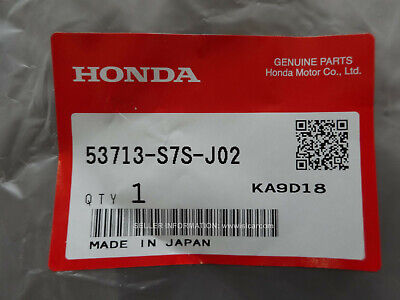 HONDA
GENUINE PARTS
Honda Motor Co., Ltd.
53713-S7S-J02
QTY 1
KA9D18
MADE IN JAPAN